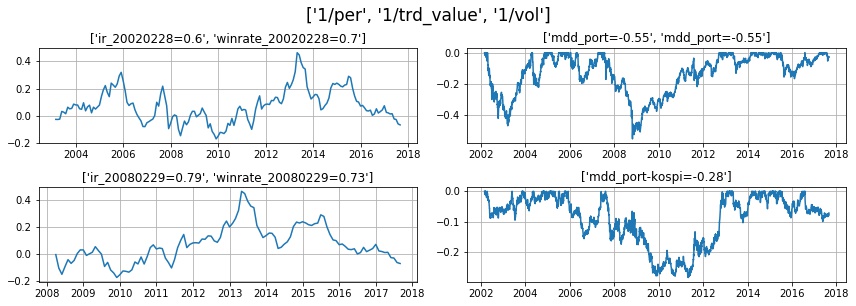 ['1/per', '1/trd_value', '1/vol']
['ir_20020228=0.6', 'winrate_20020228=0.7']
0.4
0.2
0.0
−0.2
2004 2006 2008 2010 2012 2014 2016 2018
['mdd_port=-0.55', 'mdd_port=-0.55']
0.0
−0.2
−0.4
2002 2004 2006 2008 2010 2012 2014 2016 2018
['ir_20080229=0.79', 'winrate_20080229=0.73']
0.4
0.2
0.0
−0.2
2008 2009 2010 2011 2012 2013 2014 2015 2016 2017 2018
['mdd_port-kospi=-0.28']
0.0
−0.1
−0.2
2002 2004 2006 2008 2010 2012 2014 2016 2018